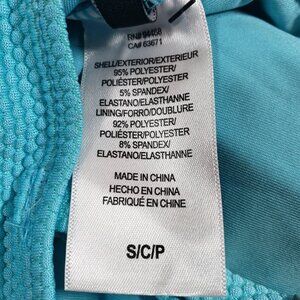 RN# 94458
CA# 63671
SHELL/EXTERIOR/EXTERIEUR
95% POLYESTER/
POLIÉSTER/POLYESTER
5% SPANDEX/
ELASTANO/ELASTHANNE
LINING/FORRO/DOUBLURE
92% POLYESTER/
POLIÉSTER/POLYESTER
8% SPANDEX/
ELASTANO/ELASTHANNE
MADE IN CHINA
HECHO EN CHINA
FABRIQUÉ EN CHINE
S/C/P